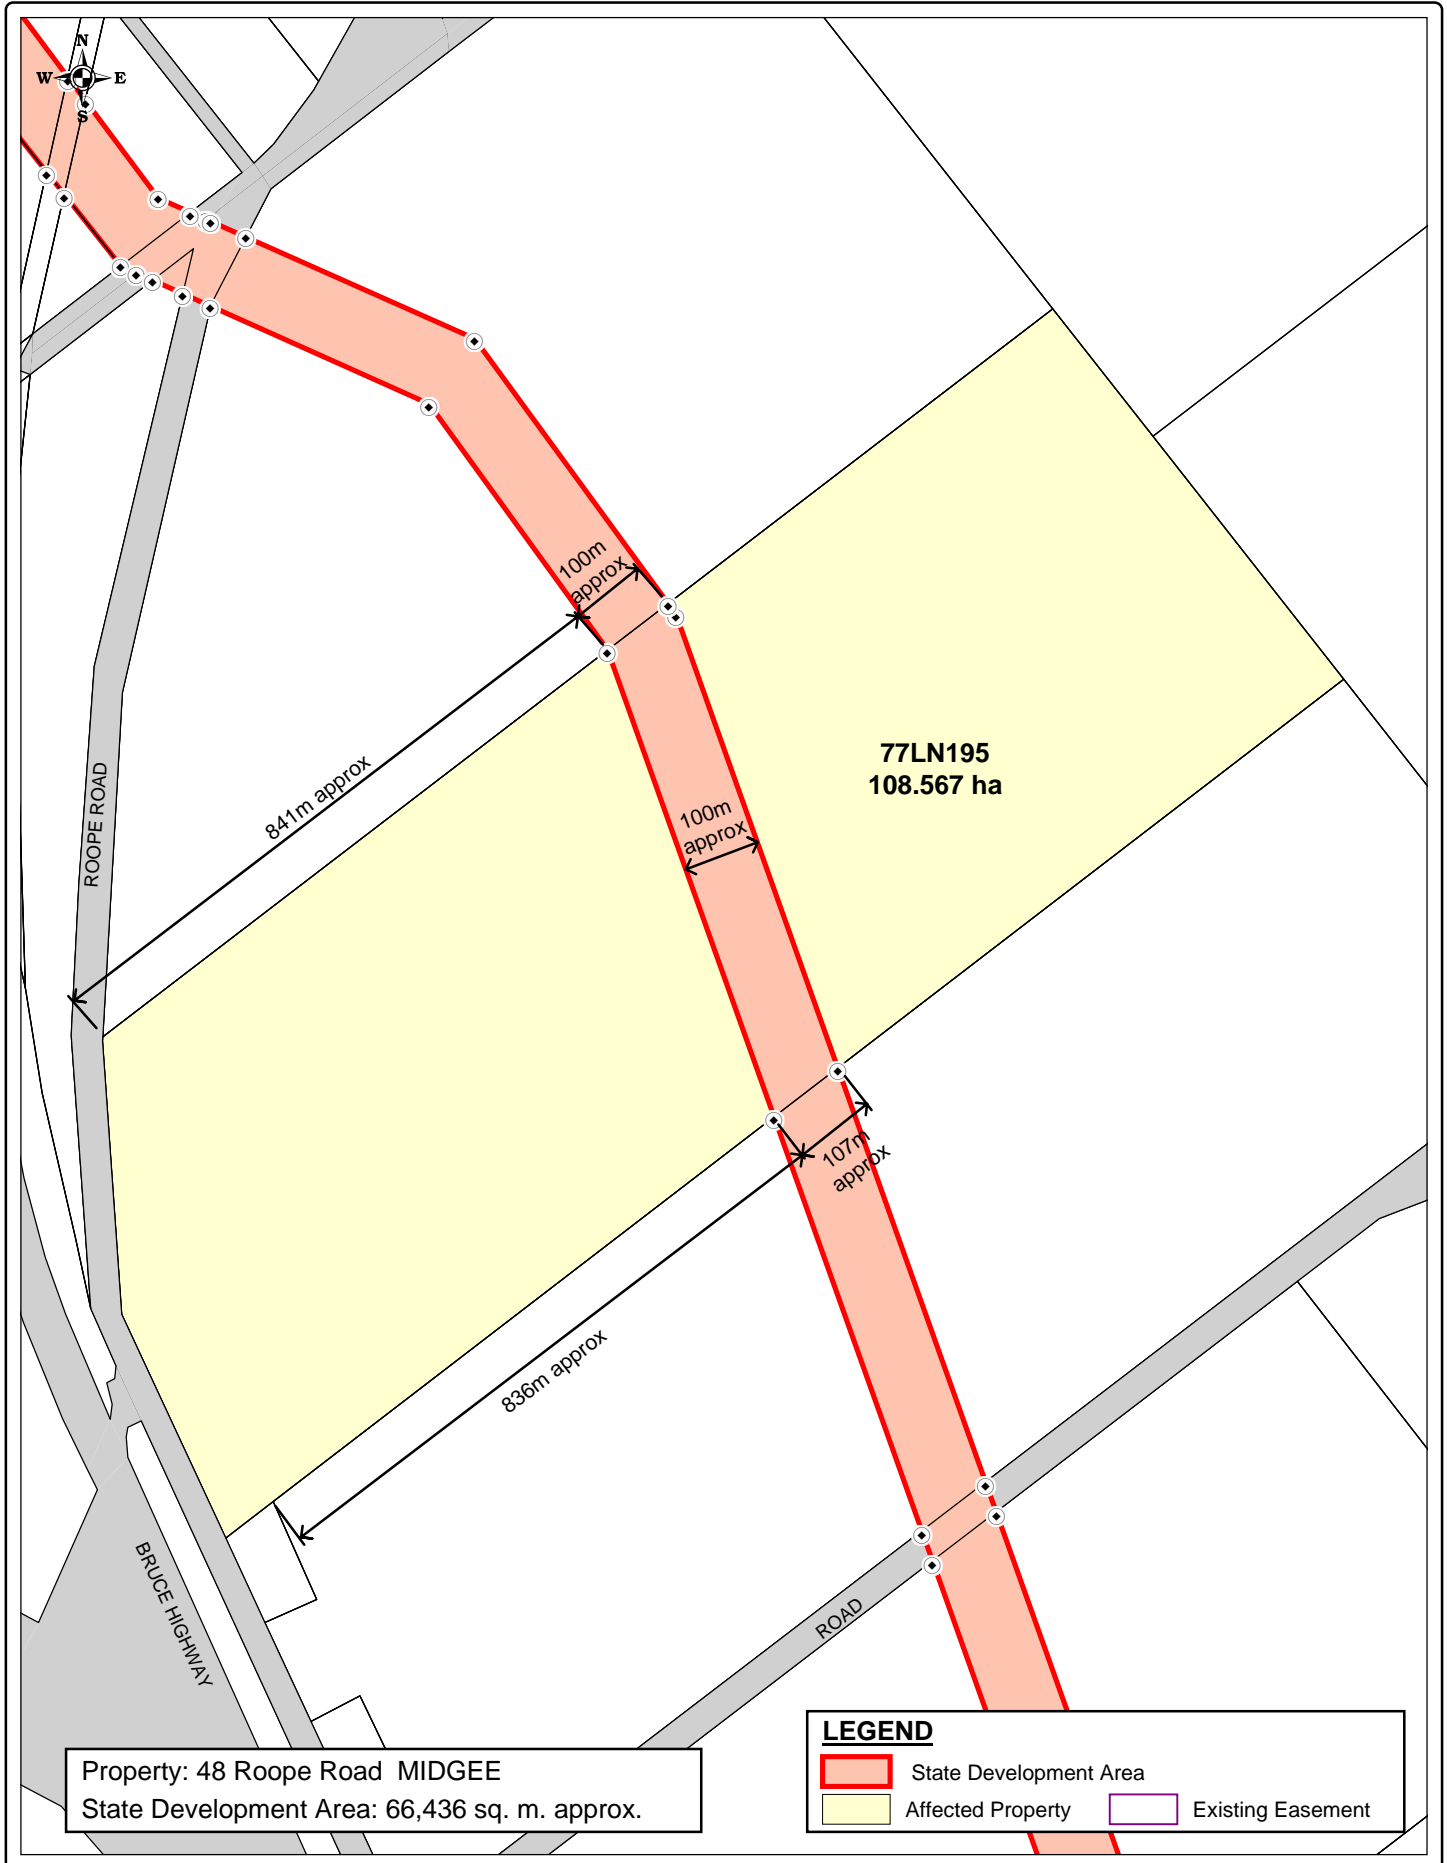 N
W E
S
100m
approx
841m approx
ROOPE ROAD
77LN195
108.567 ha
100m
approx
107m
approx
836m approx
BRUCE HIGHWAY
ROAD
LEGEND
State Development Area
Affected Property Existing Easement
Property: 48 Roope Road MIDGEE
State Development Area: 66,436 sq. m. approx.